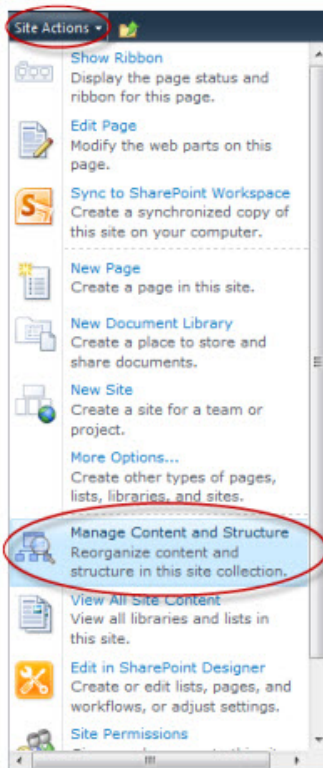 Site Actions
Show Ribbon
Display the page status and
ribbon for this page.
Edit Page
Modify the web parts on this
page.
Sync to SharePoint Workspace
Create a synchronized copy of
this site on your computer.
New Page
Create a page in this site.
New Document Library
Create a place to store and
share documents.
New Site
Create a site for a team or
project.
More Options...
Create other types of pages,
lists, libraries, and sites.
Manage Content and Structure
Reorganize content and
structure in this site collection.
View All Site Content
View all libraries and lists in
this site.
Edit in SharePoint Designer
Create or edit lists, pages, and
workflows, or adjust settings.
Site Permissions